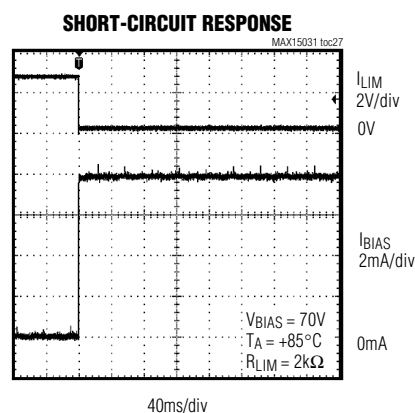 SHORT-CIRCUIT RESPONSE
MAX15031 toc27
T
ILIM
2V/div
0V
IBIAS
2mA/div
VBIAS = 70V
TA = +85°C
RLIM = 2kΩ
0mA
40ms/div